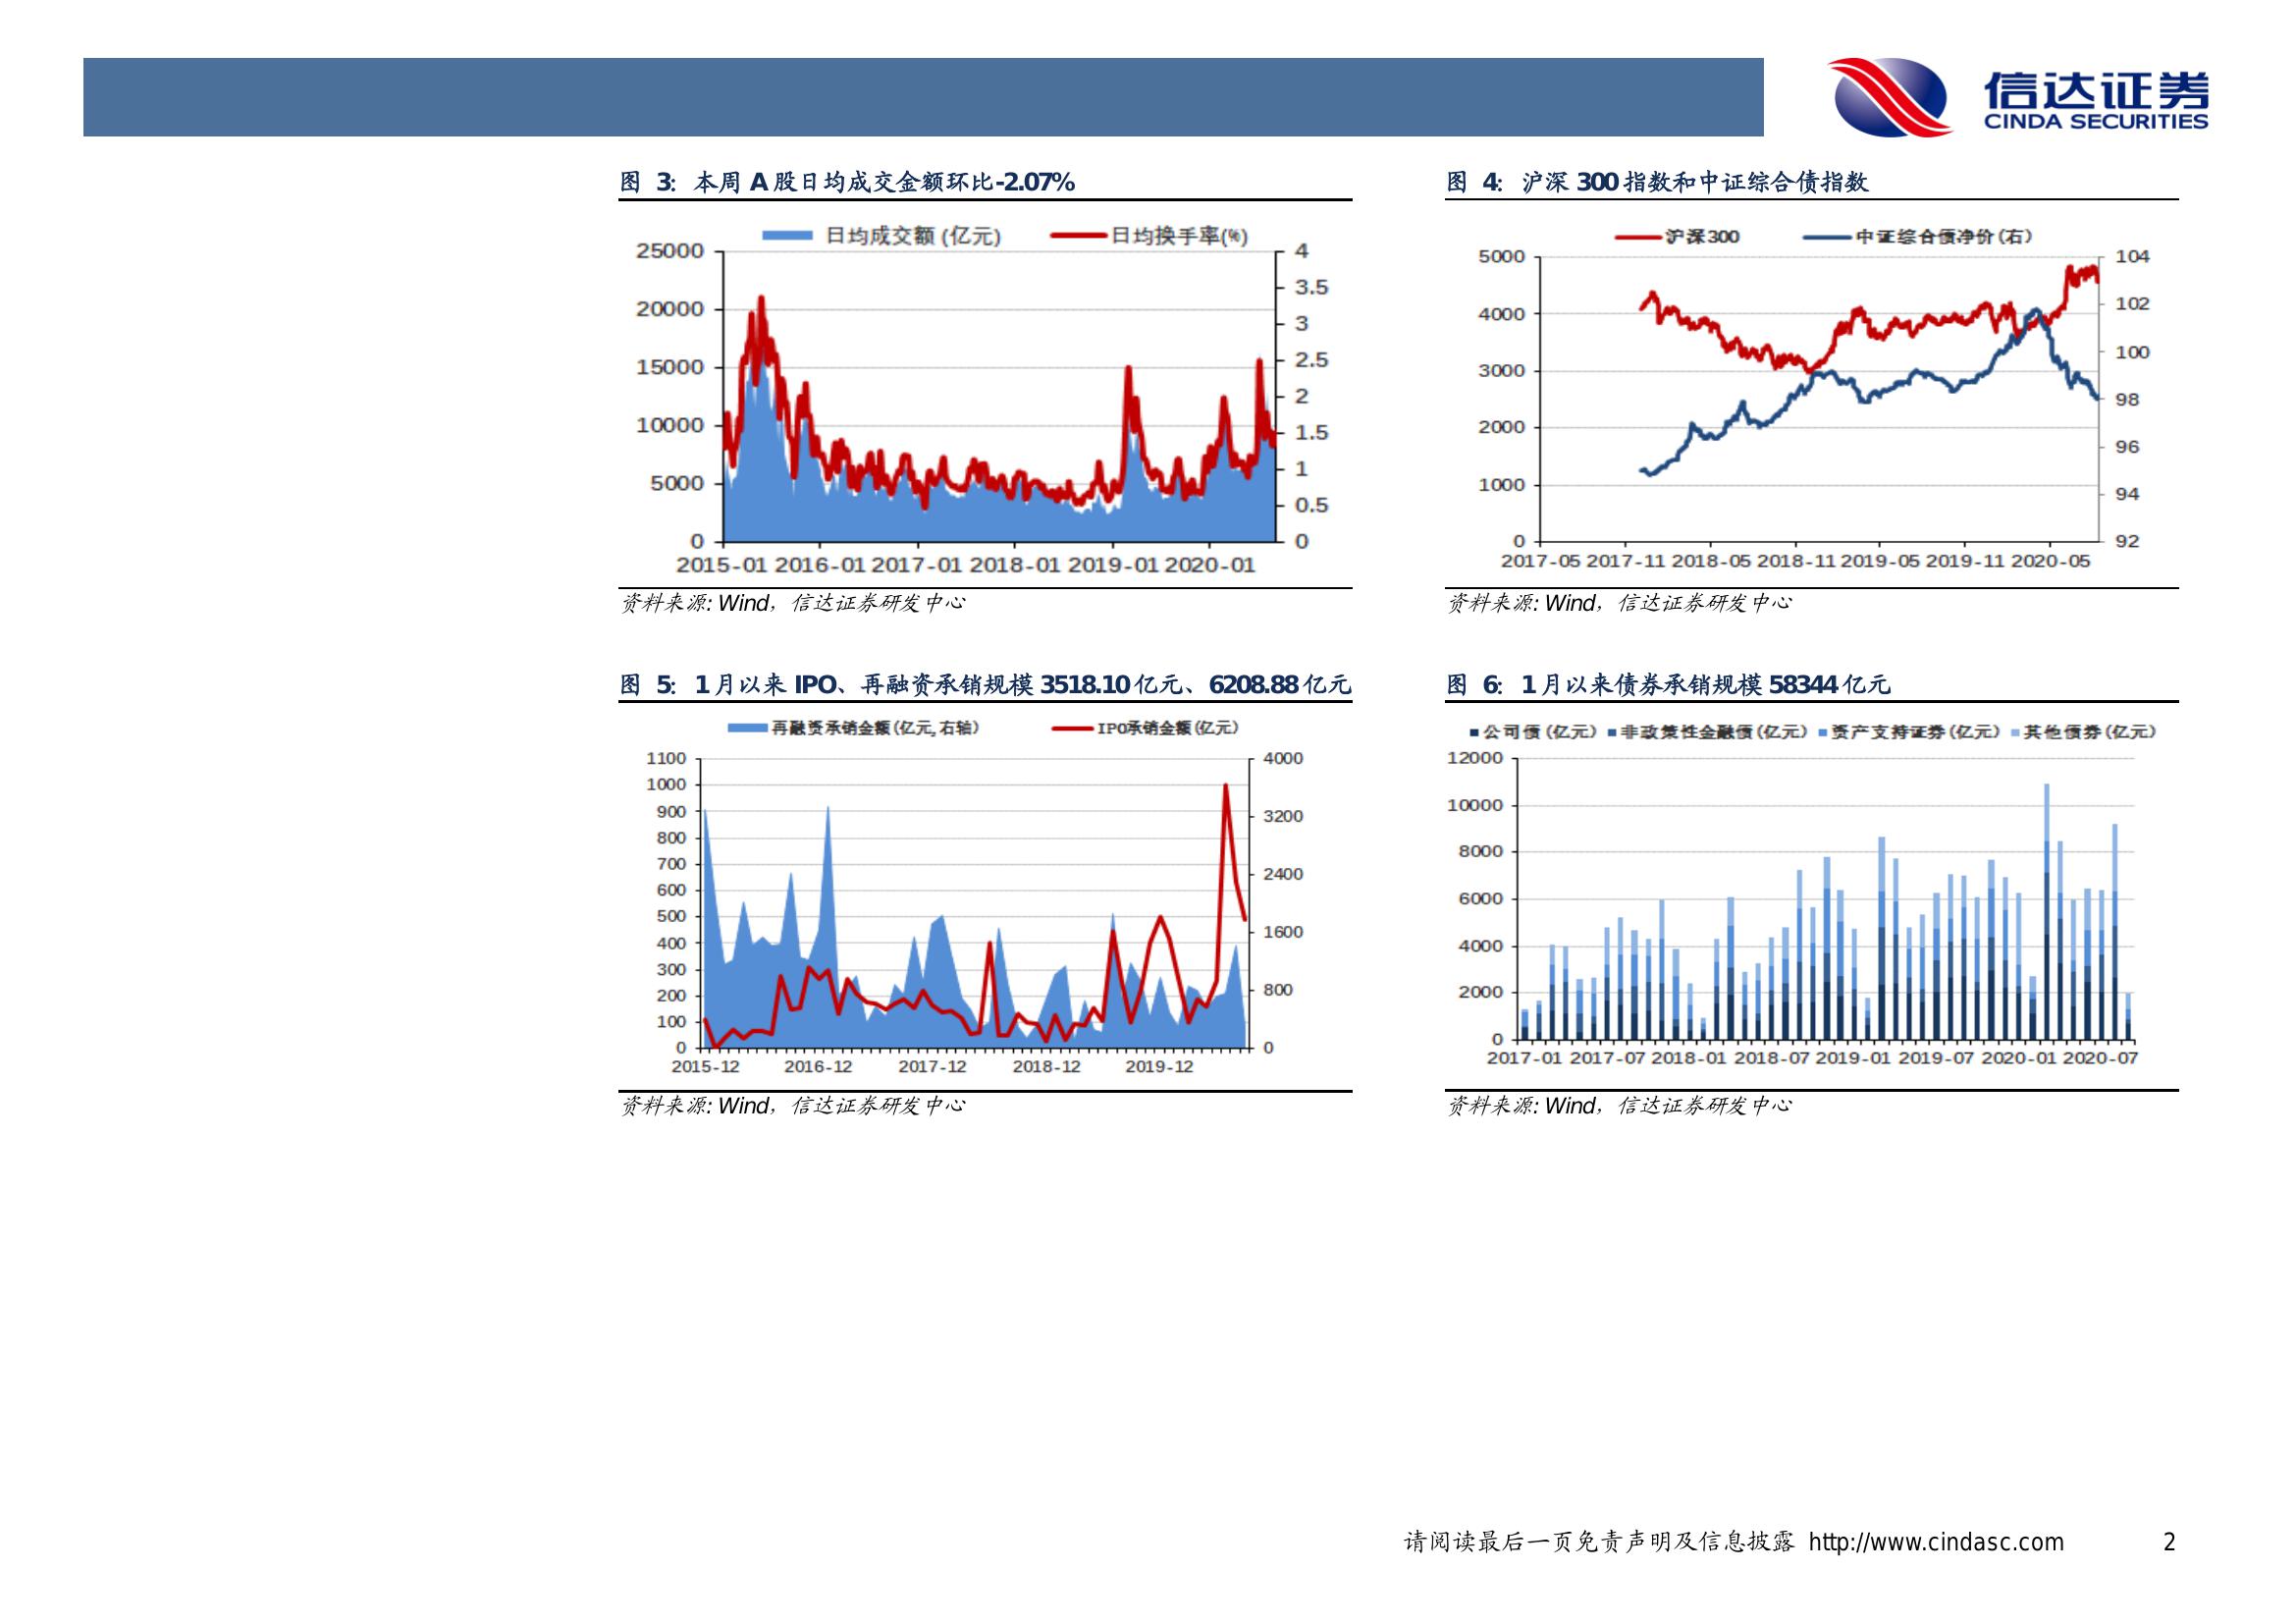 信达证券
CINDA SECURITIES
图 3: 本周 A 股日均成交金额环比-2.07%
日均成交额 (亿元) 日均换手率(%)
25000 4
3.5
20000
3
15000 2.5
2
10000
1.5
1
5000
0.5
0 0
2015-01 2016-01 2017-01 2018-01 2019-01 2020-01
资料来源: Wind，信达证券研发中心
图 4: 沪深 300 指数和中证综合债指数
沪深300 中证综合债净价(右)
5000 104
102
4000
100
3000
98
2000
96
1000
94
0 92
2017-05 2017-11 2018-05 2018-11 2019-05 2019-11 2020-05
资料来源: Wind，信达证券研发中心
图 5: 1 月以来 IPO、再融资承销规模 3518.10 亿元、6208.88 亿元
再融资承销金额(亿元,右轴) IPO承销金额(亿元)
1100 4000
1000
900
3200
800
700
2400
600
500
1600
400
300
800
200
100
0 0
2015-12 2016-12 2017-12 2018-12 2019-12
资料来源: Wind，信达证券研发中心
图 6: 1 月以来债券承销规模 58344 亿元
公司债(亿元) 非政策性金融债(亿元) 资产支持证券(亿元) 其他债券(亿元)
12000
10000
8000
6000
4000
2000
0
2017-01 2017-07 2018-01 2018-07 2019-01 2019-07 2020-01 2020-07
资料来源: Wind，信达证券研发中心
请阅读最后一页免责声明及信息披露 http://www.cindasc.com 2